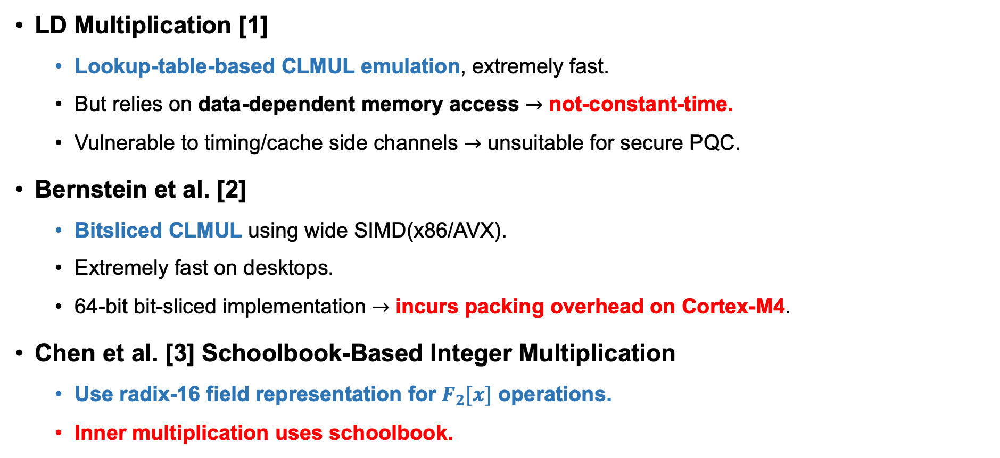 • LD Multiplication [1]
• Lookup-table-based CLMUL emulation, extremely fast.
• But relies on data-dependent memory access → not-constant-time.
• Vulnerable to timing/cache side channels → unsuitable for secure PQC.
• Bernstein et al. [2]
• Bitsliced CLMUL using wide SIMD(x86/AVX).
• Extremely fast on desktops.
• 64-bit bit-sliced implementation → incurs packing overhead on Cortex-M4.
• Chen et al. [3] Schoolbook-Based Integer Multiplication
• Use radix-16 field representation for F₂[x] operations.
• Inner multiplication uses schoolbook.